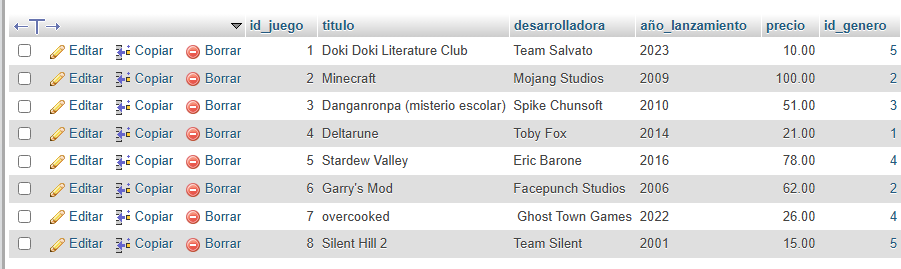 id_juego titulo desarrolladora año_lanzamiento precio id_genero
Editar Copiar Borrar 1 Doki Doki Literature Club Team Salvato 2023 10.00 5
Editar Copiar Borrar 2 Minecraft Mojang Studios 2009 100.00 2
Editar Copiar Borrar 3 Danganronpa (misterio escolar) Spike Chunsoft 2010 51.00 3
Editar Copiar Borrar 4 Deltarune Toby Fox 2014 21.00 1
Editar Copiar Borrar 5 Stardew Valley Eric Barone 2016 78.00 4
Editar Copiar Borrar 6 Garry's Mod Facepunch Studios 2006 62.00 2
Editar Copiar Borrar 7 overcooked Ghost Town Games 2022 26.00 4
Editar Copiar Borrar 8 Silent Hill 2 Team Silent 2001 15.00 5